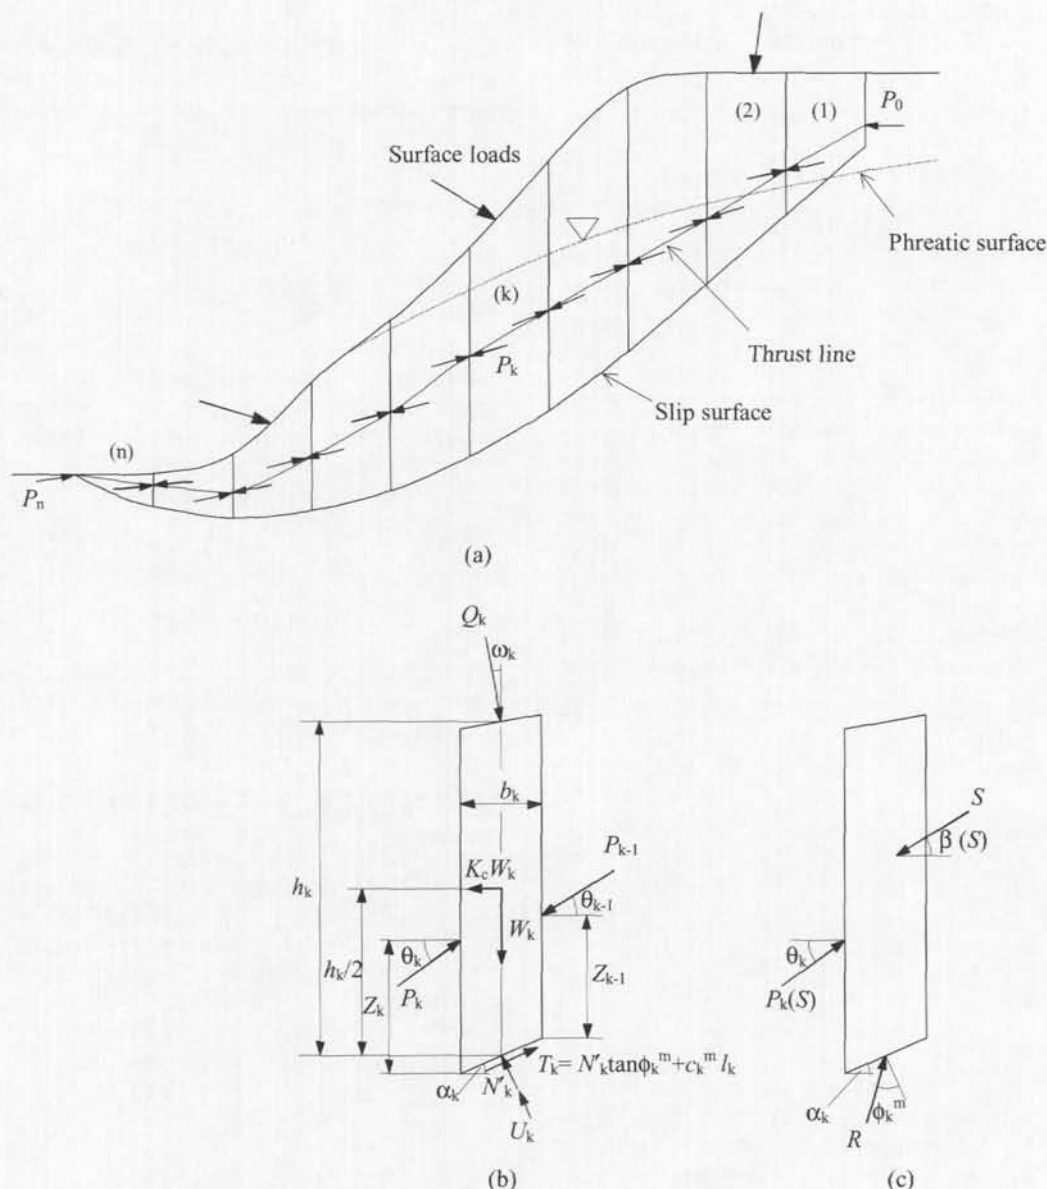 (2)
(1)
P₀
Surface loads
Phreatic surface
(k)
Pₖ
Thrust line
Slip surface
(n)
Pₙ
(a)
Qₖ
ωₖ
bₖ
Pₖ₋₁
S
β (S)
K꜀Wₖ
hₖ
θₖ₋₁
Wₖ
hₖ/2
θₖ
Zₖ
Zₖ₋₁
θₖ
Pₖ
Pₖ(S)
Tₖ= N′ₖtanϕₖᵐ+cₖᵐ lₖ
αₖ
N′ₖ
Uₖ
αₖ
ϕₖᵐ
R
(b)
(c)